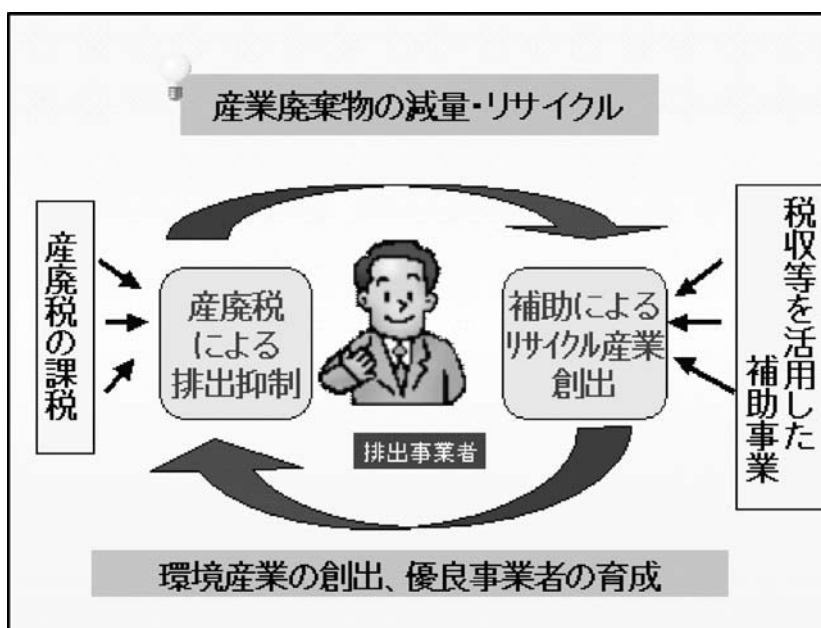 産業廃棄物の減量・リサイクル
産廃税の課税
産廃税
による
排出抑制
補助による
リサイクル産業
創出
税収等を活用した
補助事業
排出事業者
環境産業の創出、優良事業者の育成